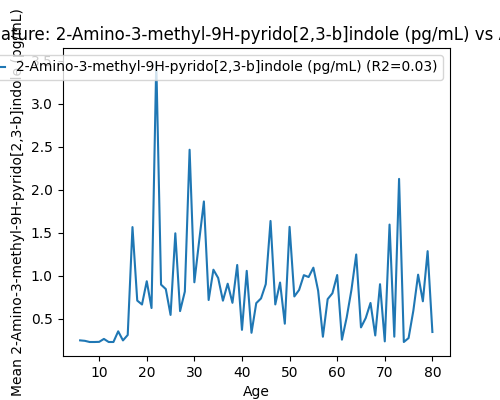 ature: 2-Amino-3-methyl-9H-pyrido[2,3-b]indole (pg/mL) vs
2-Amino-3-methyl-9H-pyrido[2,3-b]indole (pg/mL) (R2=0.03)
Mean 2-Amino-3-methyl-9H-pyrido[2,3-b]indole (pg/mL)
3.0
2.5
2.0
1.5
1.0
0.5
10 20 30 40 50 60 70 80
Age